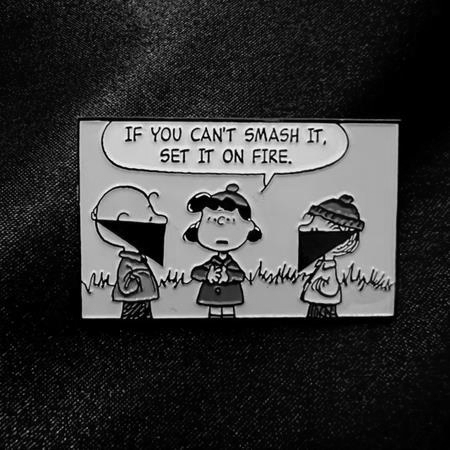 IF YOU CAN'T SMASH IT,
SET IT ON FIRE.